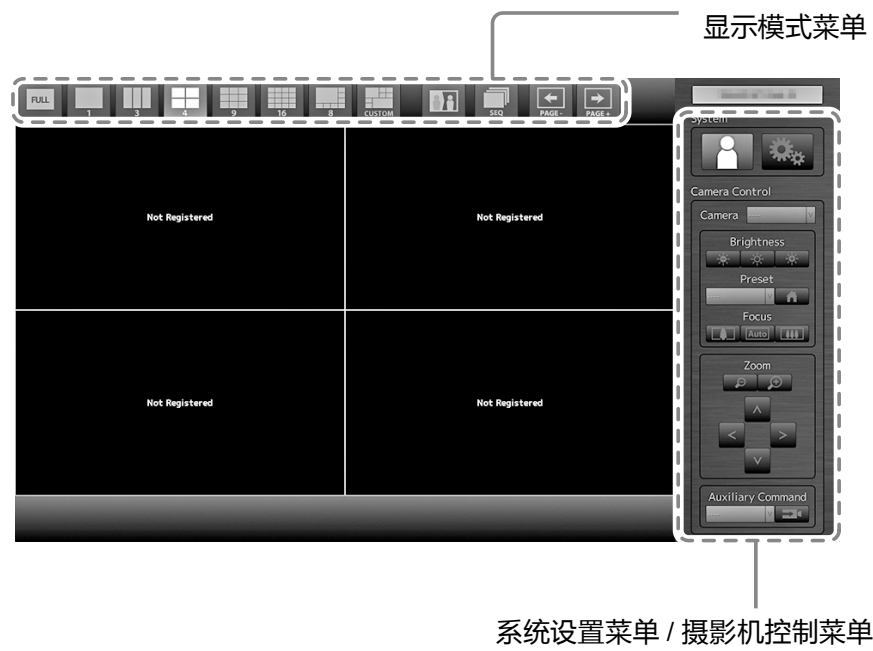 显示模式菜单
FULL 1 3 4 9 16 8 CUSTOM SEQ PAGE- PAGE+
System
Camera Control
Camera ---
Brightness
Preset
---
Focus
Auto
Zoom
Auxiliary Command
---
Not Registered Not Registered
Not Registered Not Registered
系统设置菜单 / 摄影机控制菜单